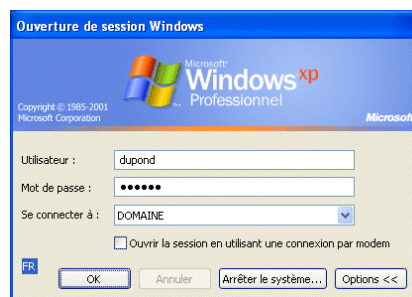 Ouverture de session Windows
Microsoft®
Windows xp
Professionnel
Copyright © 1985-2001
Microsoft Corporation
Microsoft
Utilisateur : dupond
Mot de passe : ●●●●●●
Se connecter à : DOMAINE
Ouvrir la session en utilisant une connexion par modem
FR
OK Annuler Arrêter le système... Options <<